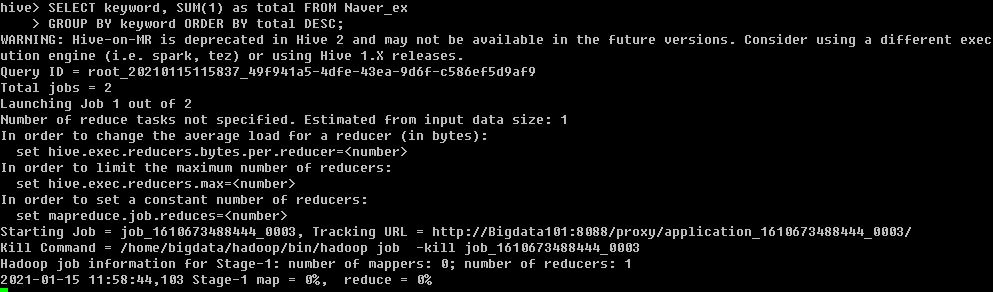 hive> SELECT keyword, SUM(1) as total FROM Naver_ex
    > GROUP BY keyword ORDER BY total DESC;
WARNING: Hive-on-MR is deprecated in Hive 2 and may not be available in the future versions. Consider using a different exec
ution engine (i.e. spark, tez) or using Hive 1.X releases.
Query ID = root_20210115115837_49f941a5-4dfe-43ea-9d6f-c586ef5d9af9
Total jobs = 2
Launching Job 1 out of 2
Number of reduce tasks not specified. Estimated from input data size: 1
In order to change the average load for a reducer (in bytes):
  set hive.exec.reducers.bytes.per.reducer=<number>
In order to limit the maximum number of reducers:
  set hive.exec.reducers.max=<number>
In order to set a constant number of reducers:
  set mapreduce.job.reduces=<number>
Starting Job = job_1610673488444_0003, Tracking URL = http://Bigdata101:8088/proxy/application_1610673488444_0003/
Kill Command = /home/bigdata/hadoop/bin/hadoop job  -kill job_1610673488444_0003
Hadoop job information for Stage-1: number of mappers: 0; number of reducers: 1
2021-01-15 11:58:44,103 Stage-1 map = 0%,  reduce = 0%